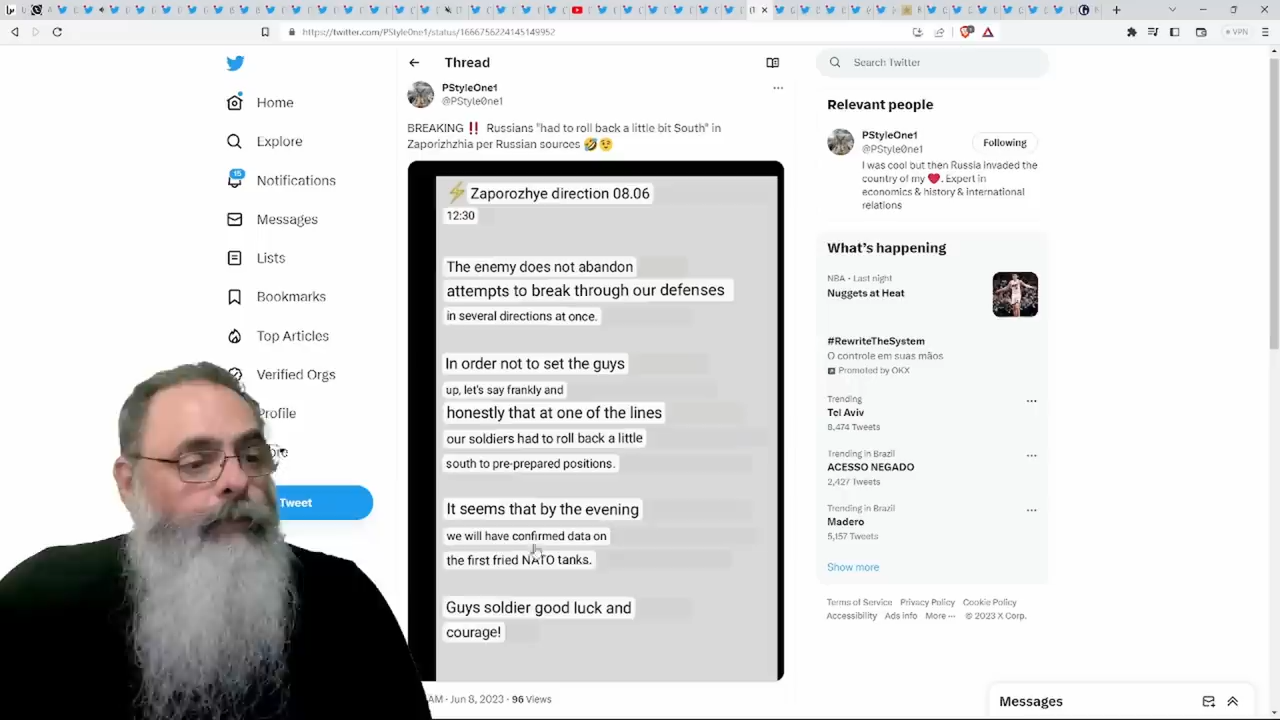 https://twitter.com/PStyle0ne1/status/1666756224145149952
VPN
Home
Explore
15
Notifications
Messages
Lists
Bookmarks
Top Articles
Verified Orgs
Profile
Tweet
Thread
PStyleOne1
@PStyle0ne1
BREAKING ‼️ Russians "had to roll back a little bit South" in
Zaporizhzhia per Russian sources 🤣😉
⚡ Zaporozhye direction 08.06
12:30
The enemy does not abandon
attempts to break through our defenses
in several directions at once.
In order not to set the guys
up, let's say frankly and
honestly that at one of the lines
our soldiers had to roll back a little
south to pre-prepared positions.
It seems that by the evening
we will have confirmed data on
the first fried NATO tanks.
Guys soldier good luck and
courage!
AM · Jun 8, 2023 · 96 Views
Search Twitter
Relevant people
PStyleOne1
@PStyle0ne1
Following
I was cool but then Russia invaded the
country of my ❤️. Expert in
economics & history & international
relations
What's happening
NBA · Last night
Nuggets at Heat
#RewriteTheSystem
O controle em suas mãos
Promoted by OKX
Trending
Tel Aviv
8,474 Tweets
Trending in Brazil
ACESSO NEGADO
2,427 Tweets
Trending in Brazil
Madero
5,157 Tweets
Show more
Terms of Service Privacy Policy Cookie Policy
Accessibility Ads info More ··· © 2023 X Corp.
Messages